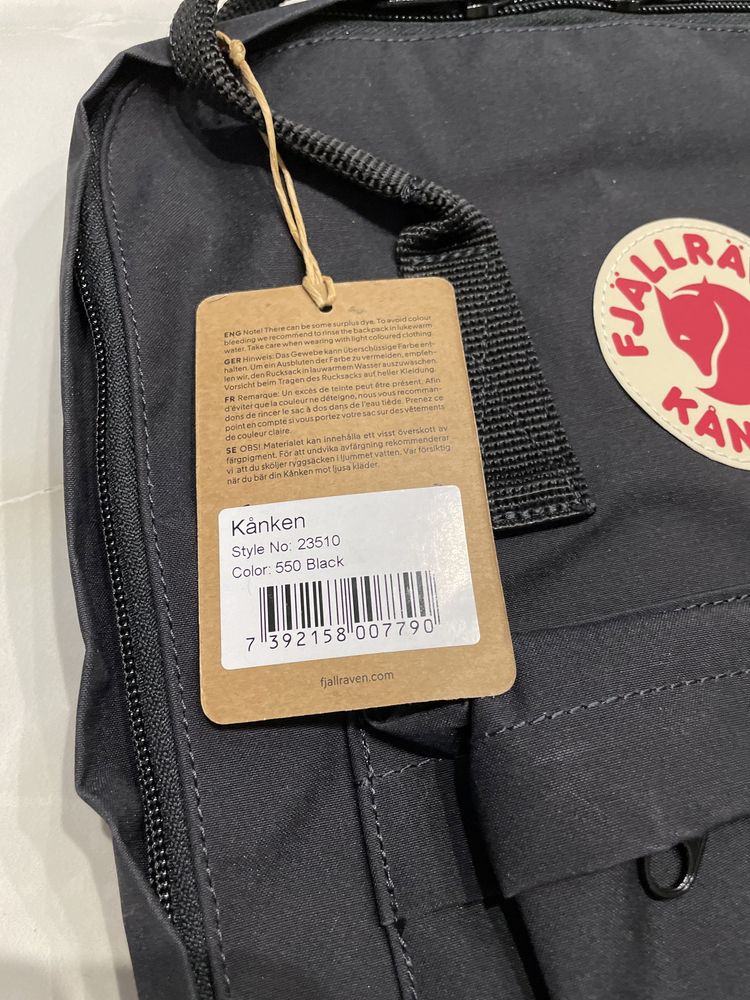 FJÄLLRÄ
KÅN
ENG Note! There can be some surplus dye. To avoid colour
bleeding we recommend to rinse the backpack in lukewarm
water. Take care when wearing with light coloured clothing.
GER Hinweis: Das Gewebe kann überschüssige Farbe ent-
halten. Um ein Ausbluten der Farbe zu vermeiden, empfeh-
len wir, den Rucksack in lauwarmem Wasser auszuwaschen.
Vorsicht beim Tragen des Rucksacks auf heller Kleidung.
FR Remarque: Un excès de teinte peut être présent. Afin
d'éviter que la couleur ne déteigne, nous vous recomman-
dons de rincer le sac à dos dans de l'eau tiède. Prenez ce
point en compte si vous portez votre sac sur des vêtements
de couleur claire.
SE OBS! Materialet kan innehålla ett visst överskott av
färgpigment. För att undvika avfärgning rekommenderar
vi att du sköljer ryggsäcken i ljummet vatten. Var försiktig
när du bär din Kånken mot ljusa kläder.
Kånken
Style No: 23510
Color: 550 Black
7 392158 007790
fjallraven.com